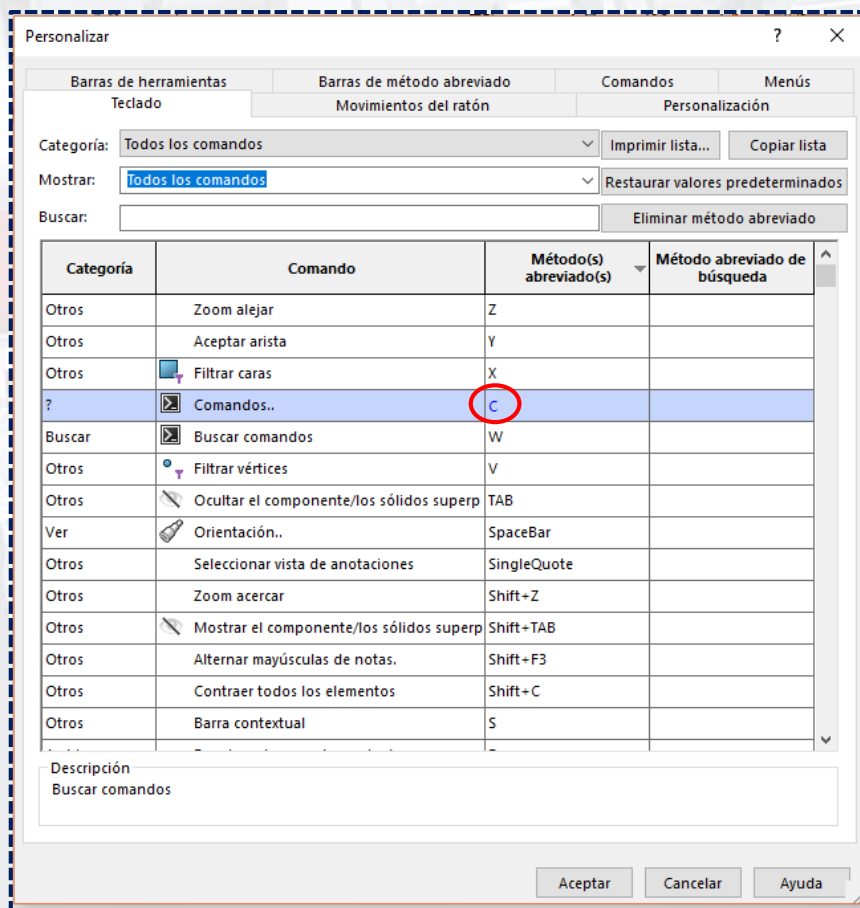 Personalizar ?
Barras de herramientas Barras de método abreviado Comandos Menús
Teclado Movimientos del ratón Personalización
Categoría: Todos los comandos Imprimir lista... Copiar lista
Mostrar: Todos los comandos Restaurar valores predeterminados
Buscar: Eliminar método abreviado
Categoría Comando Método(s) abreviado(s) Método abreviado de búsqueda
Otros Zoom alejar Z
Otros Aceptar arista Y
Otros Filtrar caras X
? Comandos.. C
Buscar Buscar comandos W
Otros Filtrar vértices V
Otros Ocultar el componente/los sólidos superp TAB
Ver Orientación.. SpaceBar
Otros Seleccionar vista de anotaciones SingleQuote
Otros Zoom acercar Shift+Z
Otros Mostrar el componente/los sólidos superp Shift+TAB
Otros Alternar mayúsculas de notas. Shift+F3
Otros Contraer todos los elementos Shift+C
Otros Barra contextual S
Descripción
Buscar comandos
Aceptar Cancelar Ayuda